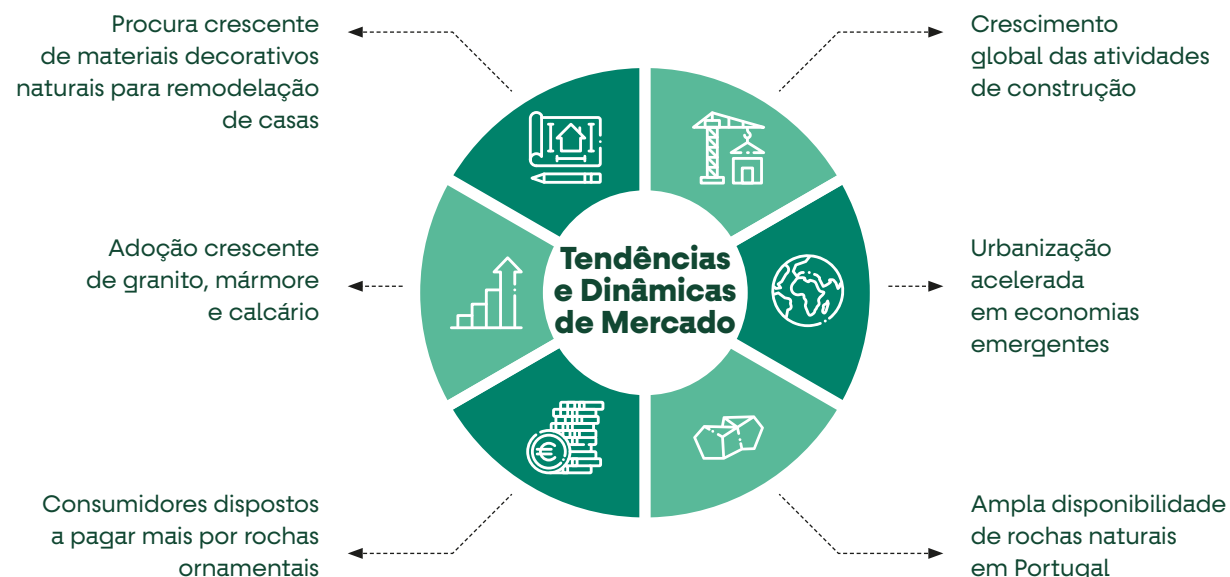 Procura crescente
de materiais decorativos
naturais para remodelação
de casas
Crescimento
global das atividades
de construção
Adoção crescente
de granito, mármore
e calcário
Tendências
e Dinâmicas
de Mercado
Urbanização
acelerada
em economias
emergentes
Consumidores dispostos
a pagar mais por rochas
ornamentais
€
Ampla disponibilidade
de rochas naturais
em Portugal